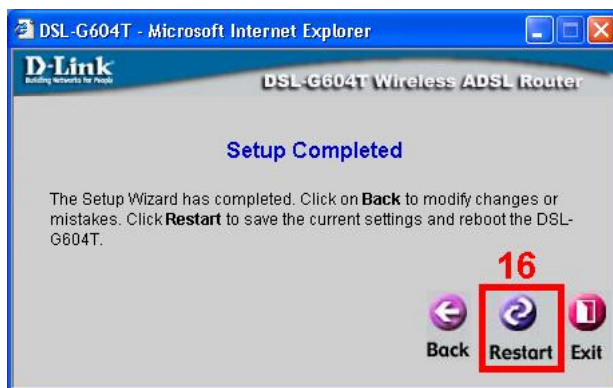 DSL-G604T - Microsoft Internet Explorer
D-Link
Building Networks for People
DSL-G604T Wireless ADSL Router
Setup Completed
The Setup Wizard has completed. Click on Back to modify changes or
mistakes. Click Restart to save the current settings and reboot the DSL-
G604T.
16
Back Restart Exit